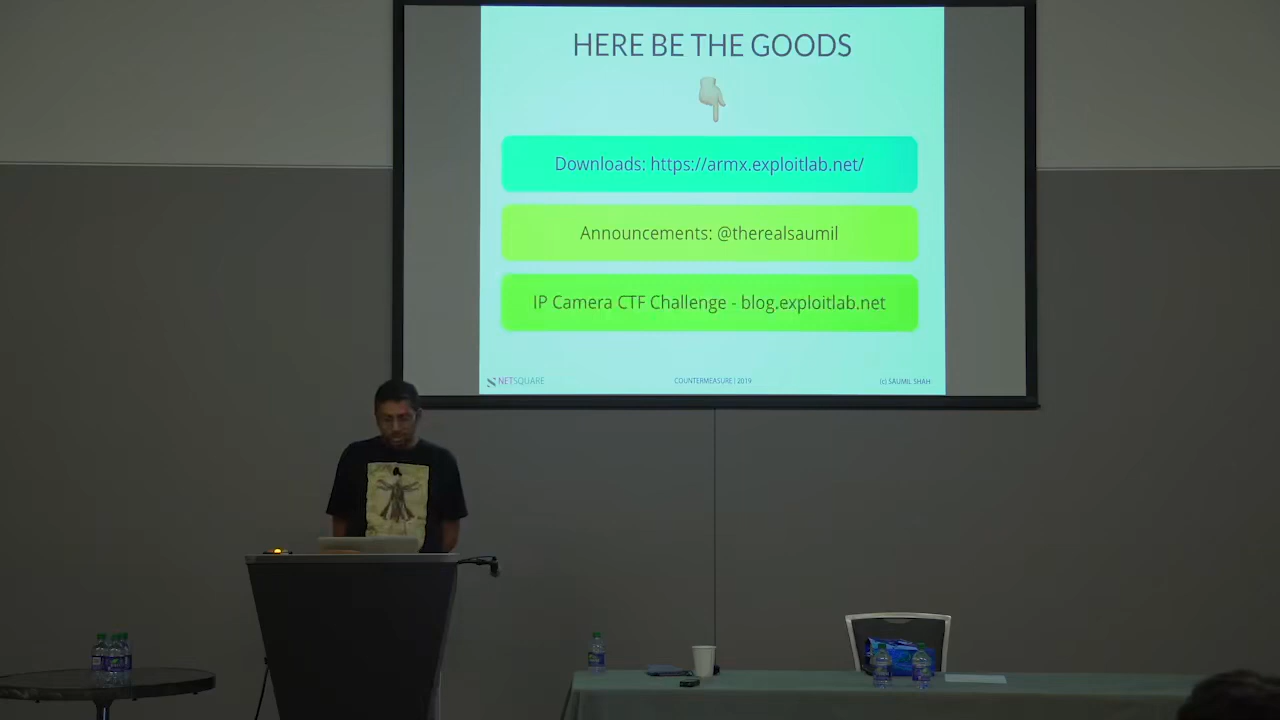 HERE BE THE GOODS
Downloads: https://armx.exploitlab.net/
Announcements: @therealsaumil
IP Camera CTF Challenge - blog.exploitlab.net
NETSQUARE
COUNTERMEASURE | 2019
(c) SAUMIL SHAH